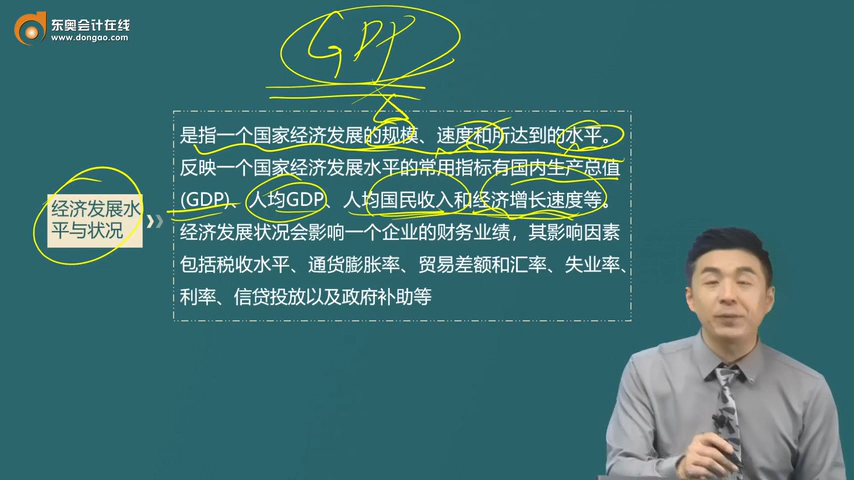 东奥会计在线
www.dongao.com
GDP
是指一个国家经济发展的规模、速度和所达到的水平。
反映一个国家经济发展水平的常用指标有国内生产总值
(GDP)、人均GDP、人均国民收入和经济增长速度等。
经济发展水
平与状况
经济发展状况会影响一个企业的财务业绩，其影响因素
包括税收水平、通货膨胀率、贸易差额和汇率、失业率、
利率、信贷投放以及政府补助等